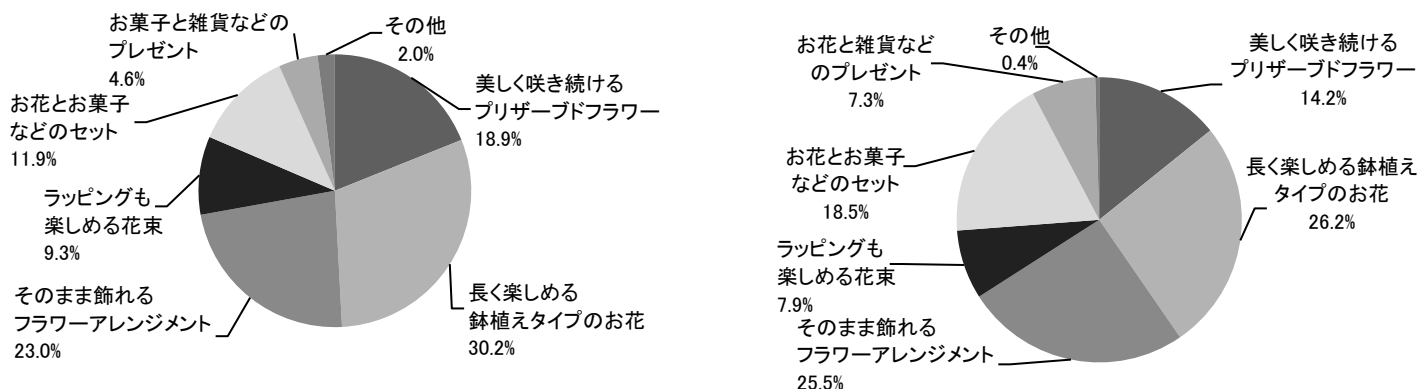 お菓子と雑貨などの
プレゼント
4.6%
その他
2.0%
美しく咲き続ける
プリザーブドフラワー
18.9%
お花とお菓子
などのセット
11.9%
ラッピングも
楽しめる花束
9.3%
そのまま飾れる
フラワーアレンジメント
23.0%
長く楽しめる
鉢植えタイプのお花
30.2%
お花と雑貨など
のプレゼント
7.3%
その他
0.4%
美しく咲き続ける
プリザーブドフラワー
14.2%
お花とお菓子
などのセット
18.5%
長く楽しめる鉢植え
タイプのお花
26.2%
ラッピングも
楽しめる花束
7.9%
そのまま飾れる
フラワーアレンジメント
25.5%